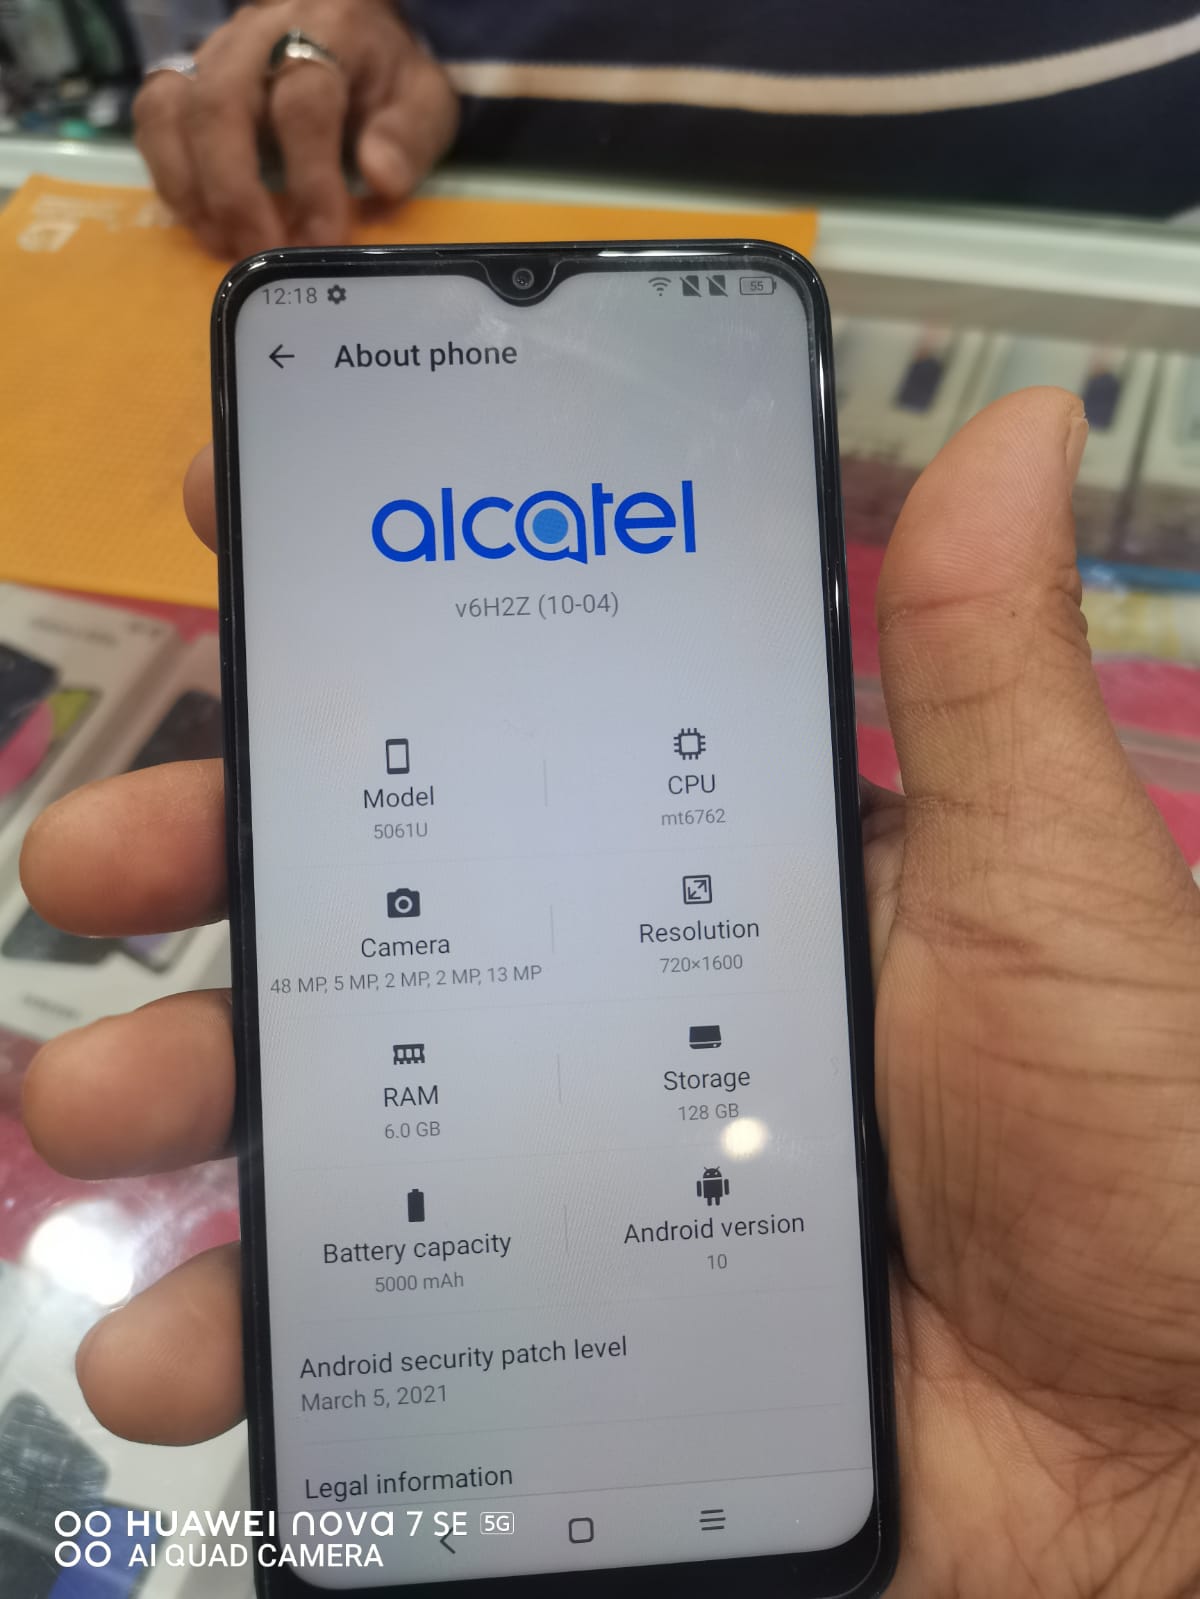 12:18
55
About phone
alcatel
v6H2Z (10-04)
Model
5061U
CPU
mt6762
Camera
48 MP, 5 MP, 2 MP, 2 MP, 13 MP
Resolution
720×1600
RAM
6.0 GB
Storage
128 GB
Battery capacity
5000 mAh
Android version
10
Android security patch level
March 5, 2021
Legal information
HUAWEI nova 7 SE 5G
AI QUAD CAMERA